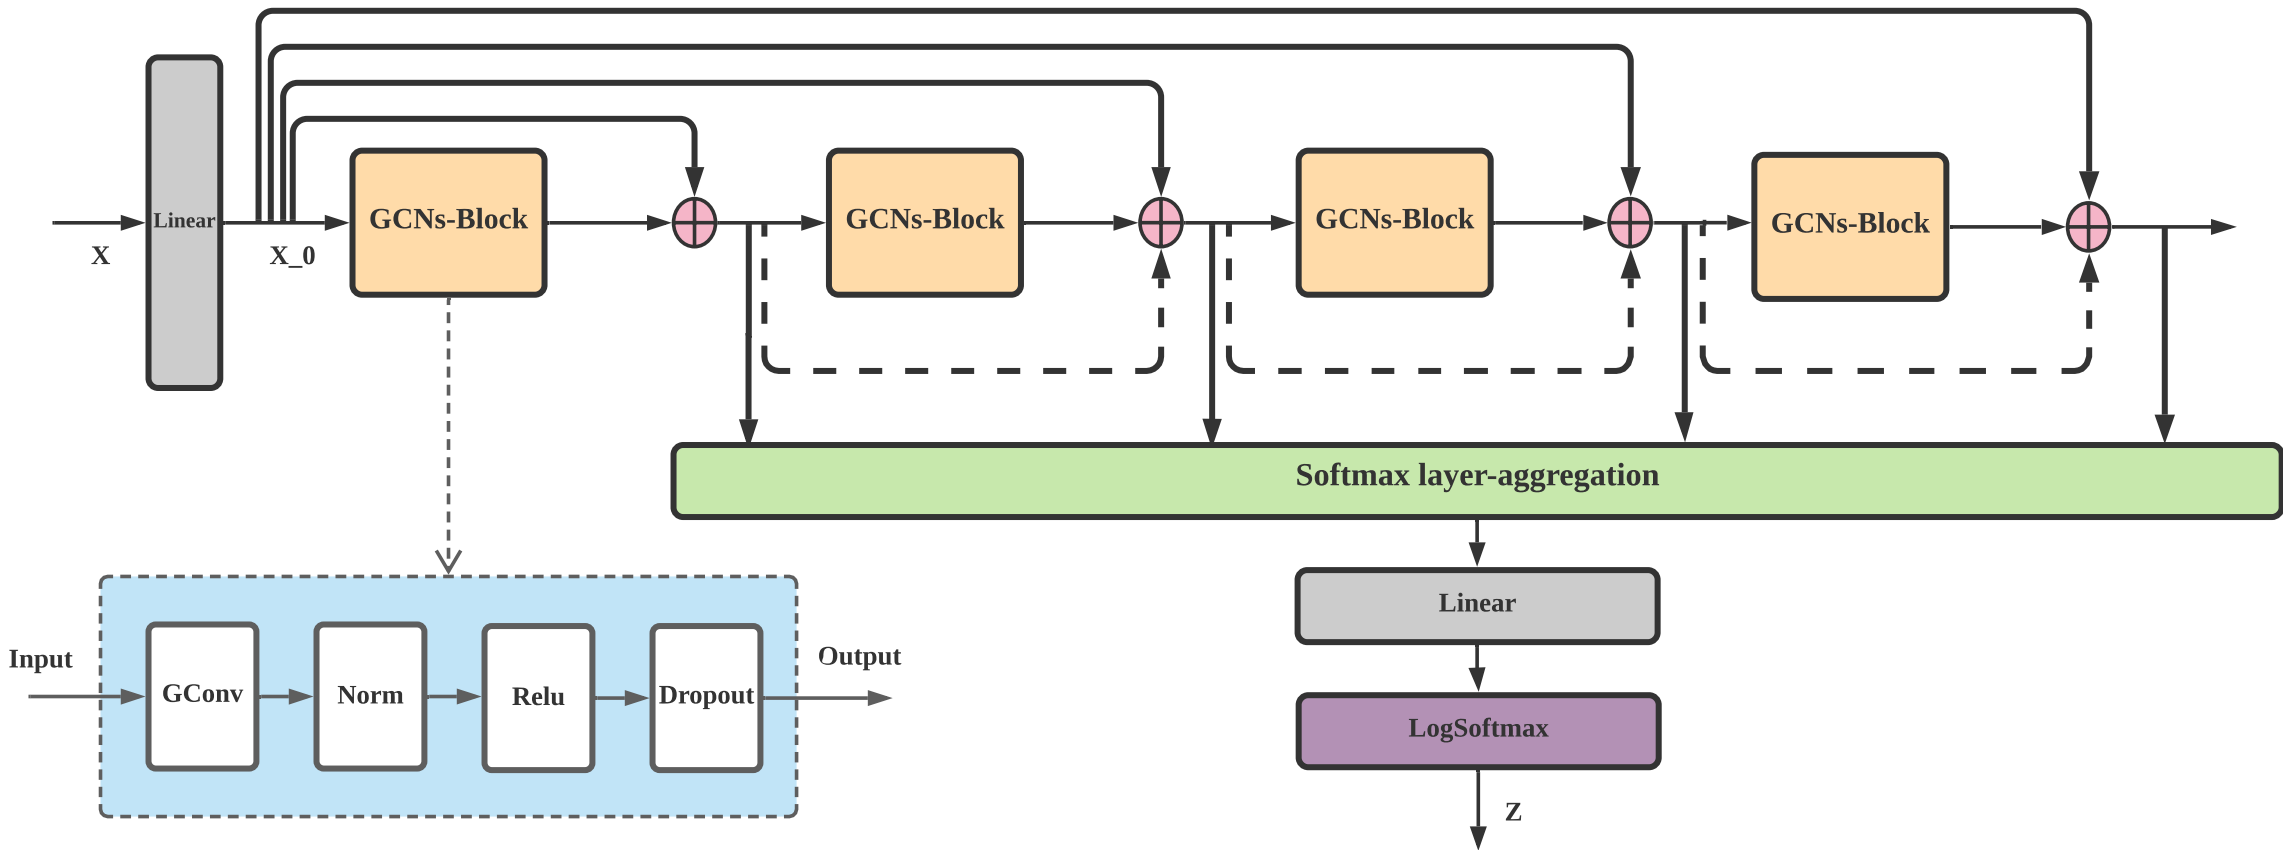 Linear
X
X_0
GCNs-Block
GCNs-Block
GCNs-Block
GCNs-Block
Softmax layer-aggregation
Linear
LogSoftmax
Z
Input
GConv
Norm
Relu
Dropout
Output